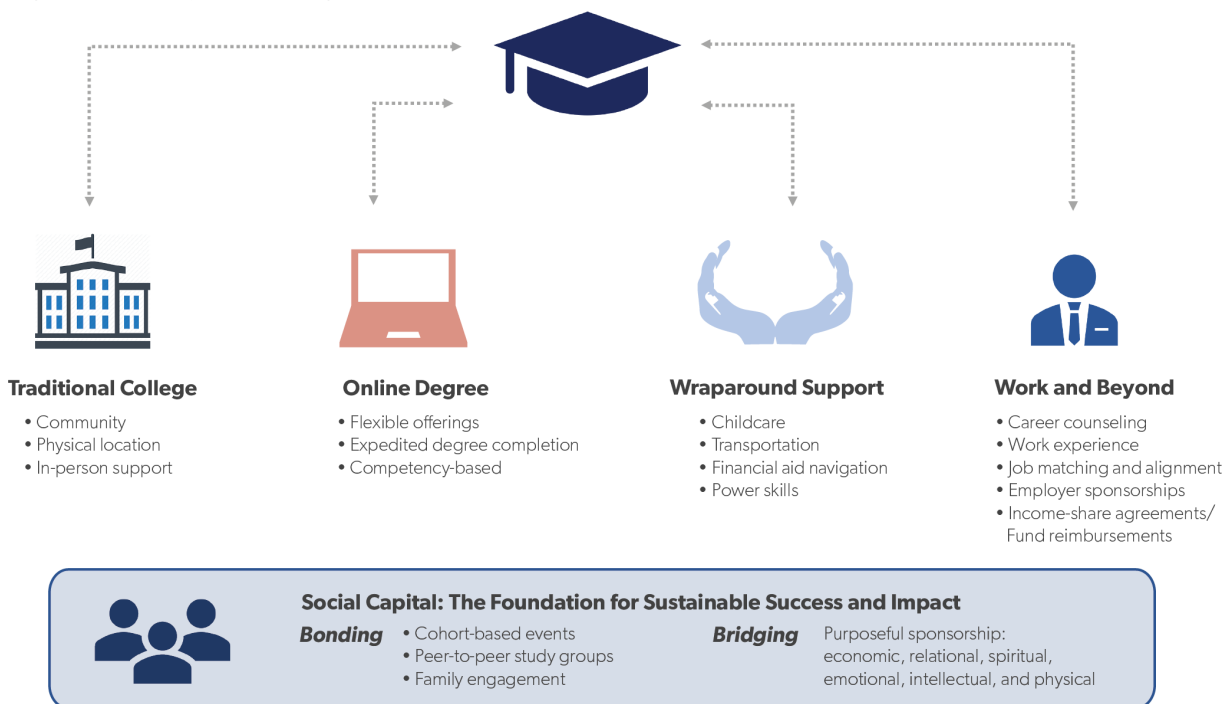 Traditional College
• Community
• Physical location
• In-person support
Online Degree
• Flexible offerings
• Expedited degree completion
• Competency-based
Wraparound Support
• Childcare
• Transportation
• Financial aid navigation
• Power skills
Work and Beyond
• Career counseling
• Work experience
• Job matching and alignment
• Employer sponsorships
• Income-share agreements/
Fund reimbursements
Social Capital: The Foundation for Sustainable Success and Impact
Bonding
• Cohort-based events
• Peer-to-peer study groups
• Family engagement
Bridging
Purposeful sponsorship:
economic, relational, spiritual,
emotional, intellectual, and physical